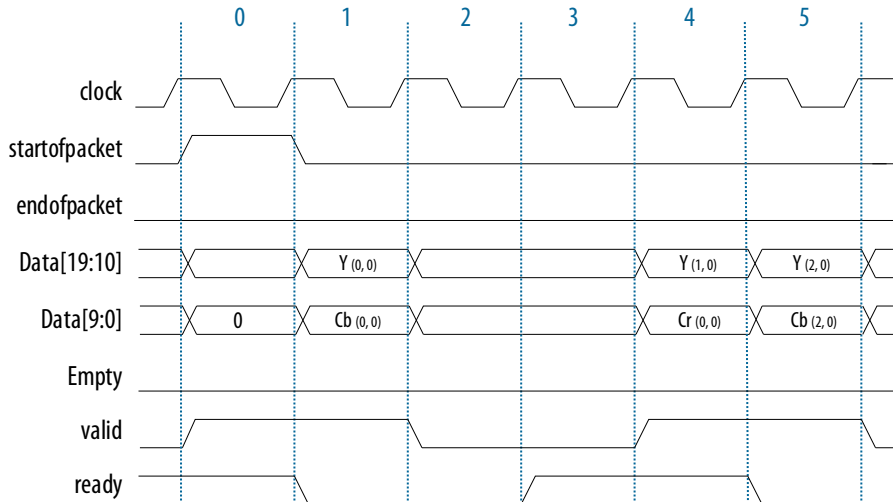 0 1 2 3 4 5
clock
startofpacket
endofpacket
Data[19:10] Y (0, 0) Y (1, 0) Y (2, 0)
Data[9:0] 0 Cb (0, 0) Cr (0, 0) Cb (2, 0)
Empty
valid
ready